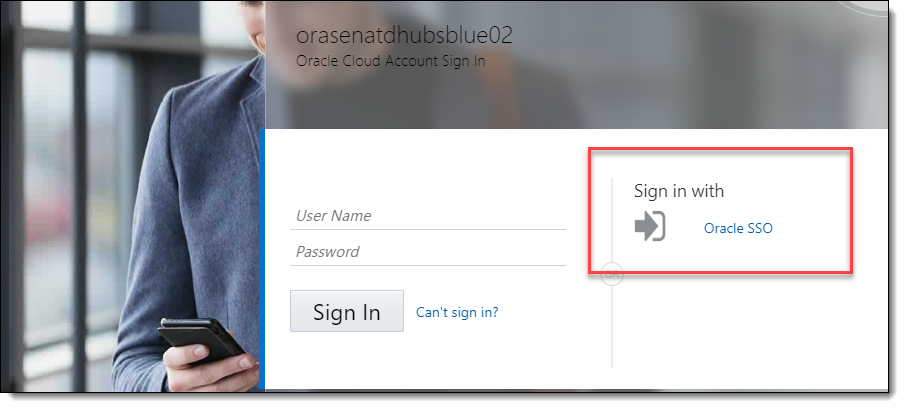 orasenatdhubsblue02
Oracle Cloud Account Sign In
User Name
Password
Sign In
Can't sign in?
OR
Sign in with
Oracle SSO